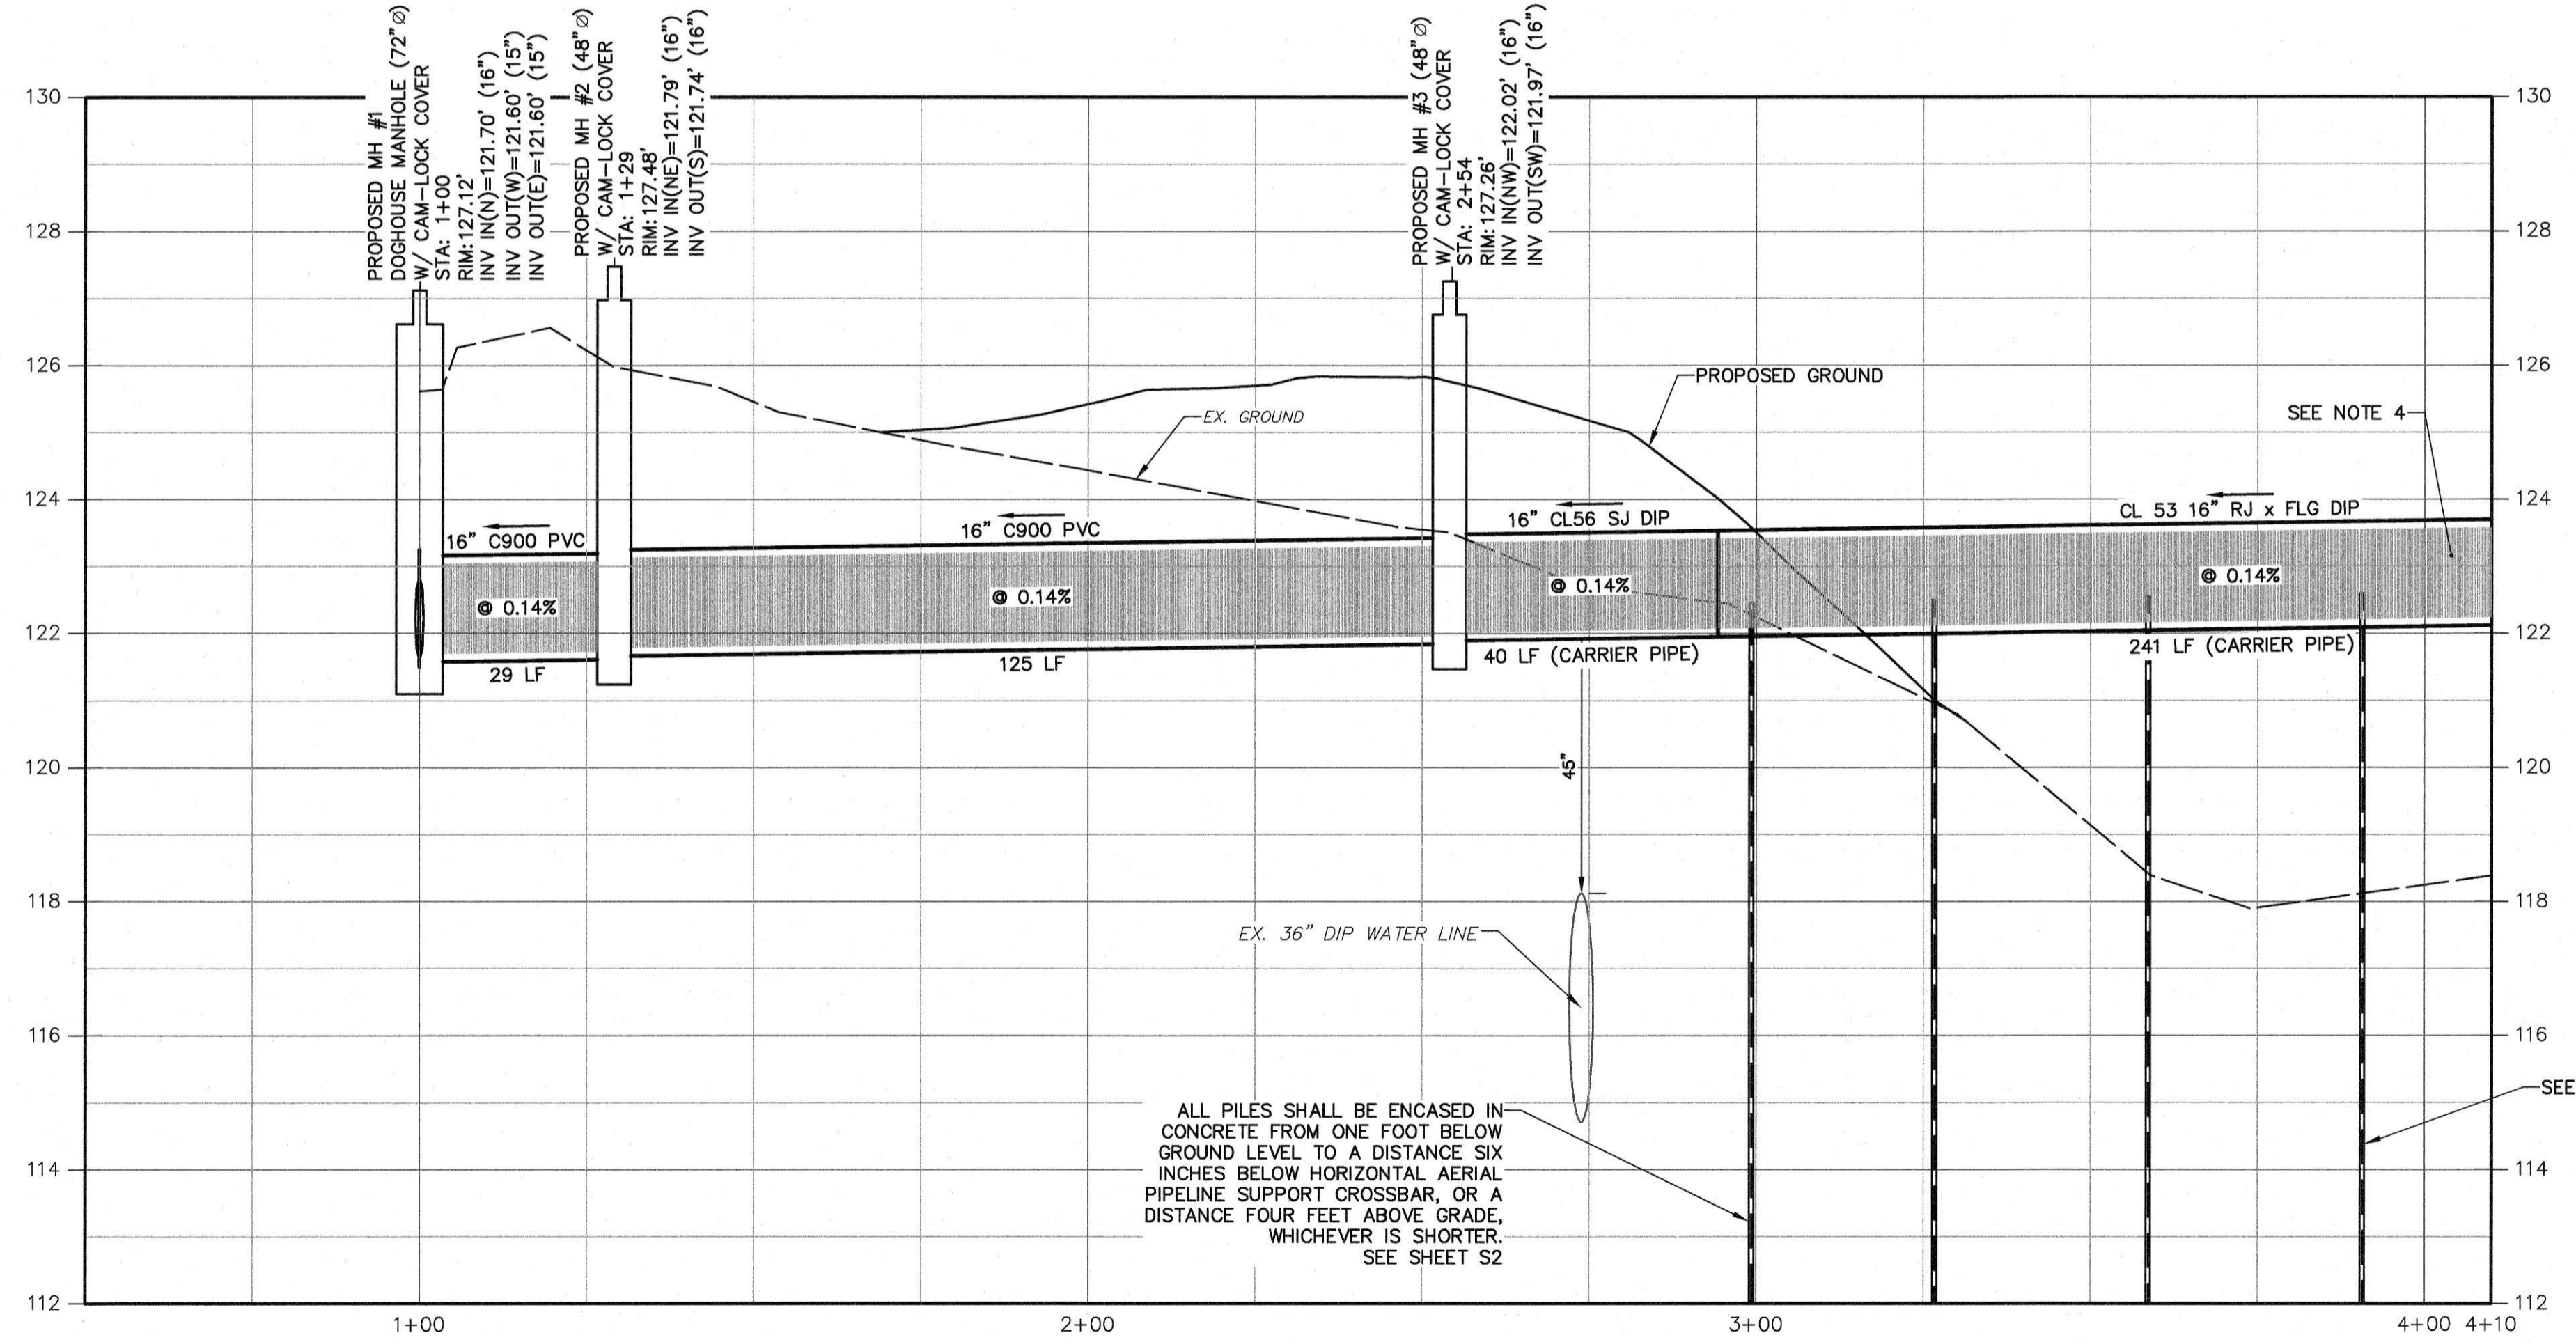 PROPOSED MH #1
DOGHOUSE MANHOLE (72"Ø)
W/ CAM-LOCK COVER
STA: 1+00
RIM:127.12'
INV IN(N)=121.70' (16")
INV OUT(W)=121.60' (15")
INV OUT(E)=121.60' (15")
PROPOSED MH #2 (48"Ø)
W/ CAM-LOCK COVER
STA: 1+29
RIM:127.48'
INV IN(NE)=121.79' (16")
INV OUT(S)=121.74' (16")
PROPOSED MH #3 (48"Ø)
W/ CAM-LOCK COVER
STA: 2+54
RIM:127.26'
INV IN(NW)=122.02' (16")
INV OUT(SW)=121.97' (16")
130
130
128
128
126
126
PROPOSED GROUND
EX. GROUND
SEE NOTE 4
124
124
16" C900 PVC
16" C900 PVC
16" CL56 SJ DIP
CL 53 16" RJ x FLG DIP
@ 0.14%
@ 0.14%
@ 0.14%
@ 0.14%
122
122
29 LF
125 LF
40 LF (CARRIER PIPE)
241 LF (CARRIER PIPE)
120
45"
120
118
118
EX. 36" DIP WATER LINE
116
116
SEE
ALL PILES SHALL BE ENCASED IN
CONCRETE FROM ONE FOOT BELOW
GROUND LEVEL TO A DISTANCE SIX
INCHES BELOW HORIZONTAL AERIAL
PIPELINE SUPPORT CROSSBAR, OR A
DISTANCE FOUR FEET ABOVE GRADE,
WHICHEVER IS SHORTER.
SEE SHEET S2
114
114
112
112
1+00
2+00
3+00
4+00
4+10